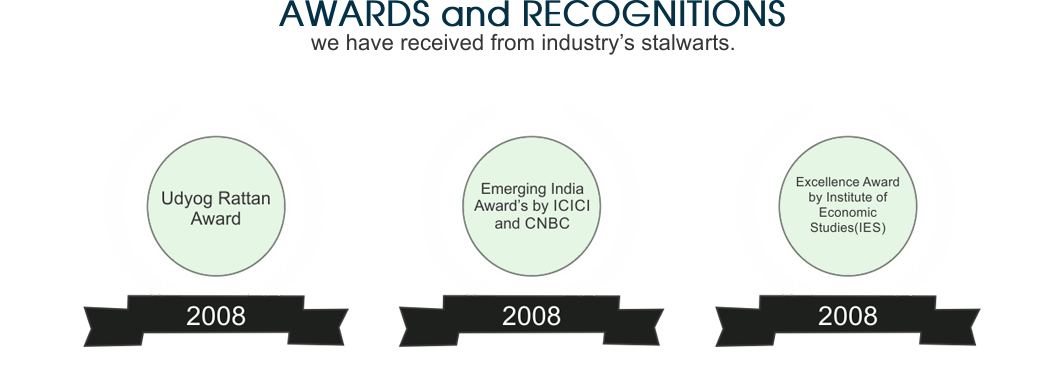 AWARDS and RECOGNITIONS
we have received from industry’s stalwarts.
Udyog Rattan
Award
2008
Emerging India
Award’s by ICICI
and CNBC
2008
Excellence Award
by Institute of
Economic
Studies(IES)
2008